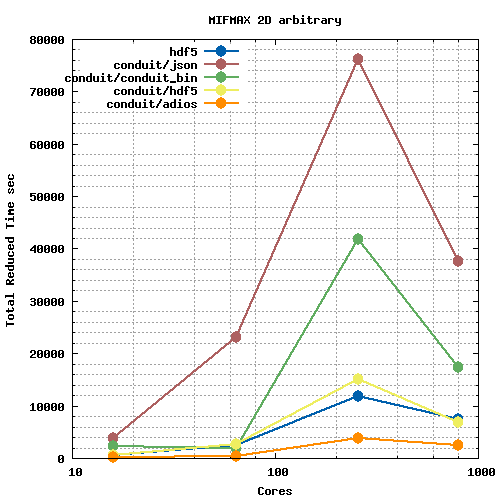 MIFMAX 2D arbitrary
80000
70000
60000
50000
40000
30000
20000
10000
0
hdf5
conduit/json
conduit/conduit_bin
conduit/hdf5
conduit/adios
Total Reduced Time sec
10
100
1000
Cores